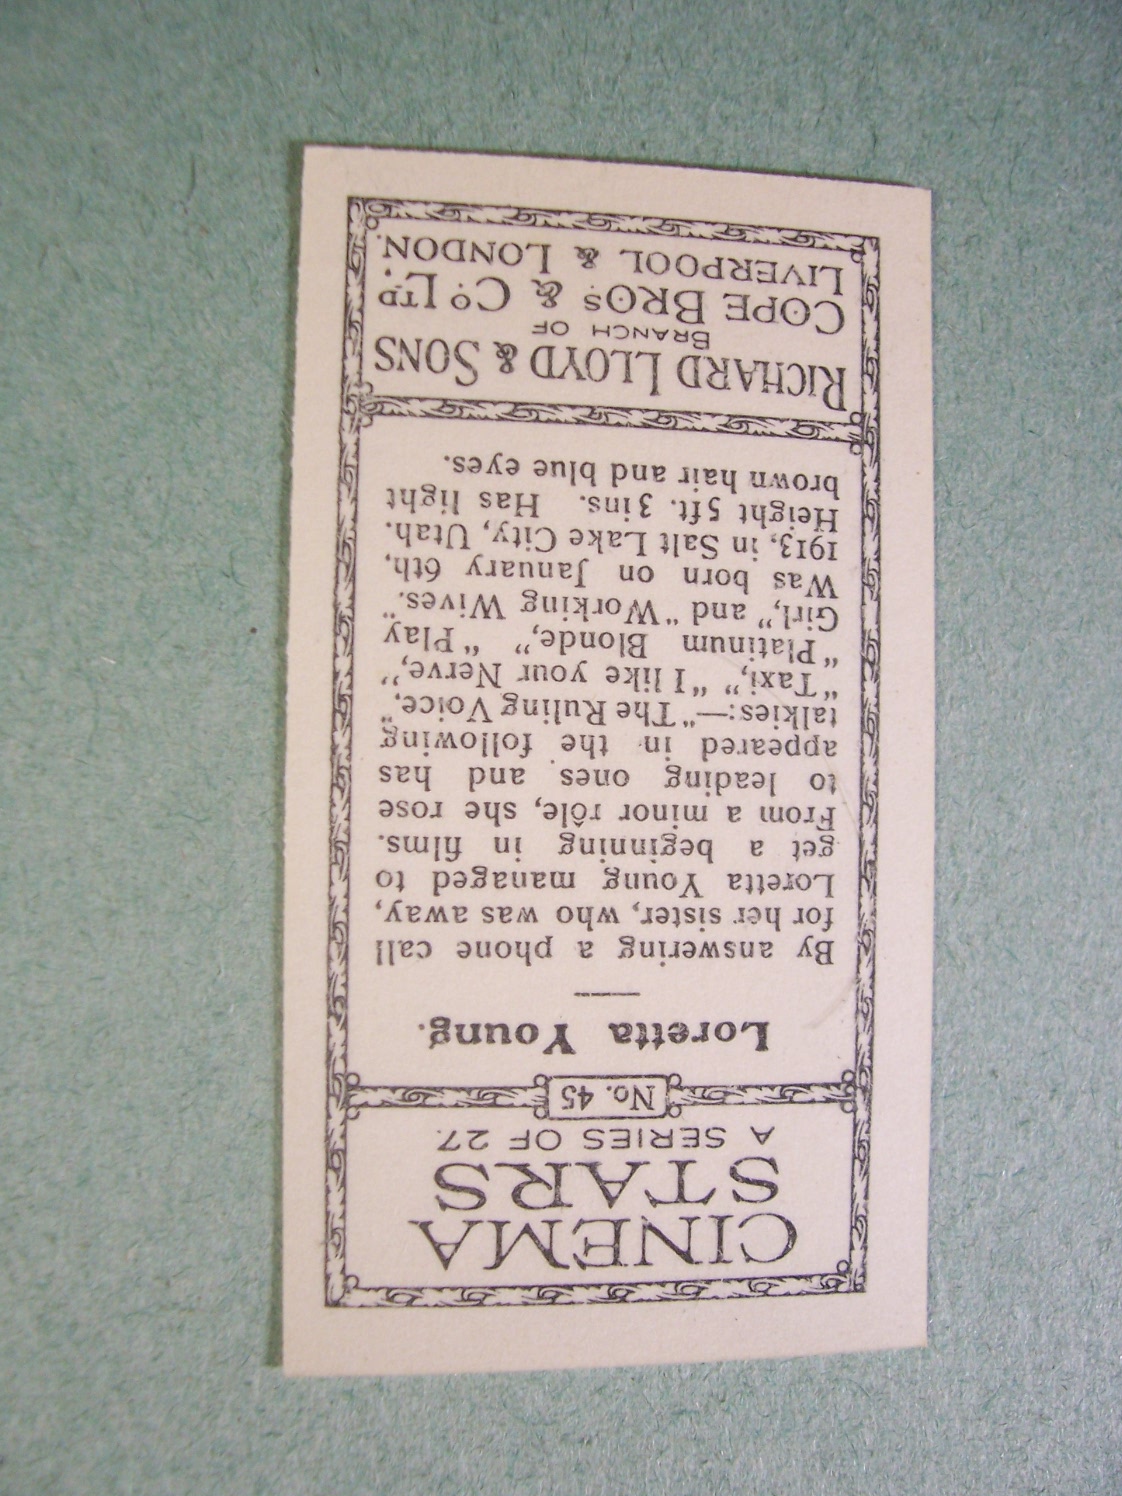 CINEMA
STARS
A SERIES OF 27.
No. 45
Loretta Young.
By answering a phone call
for her sister, who was away,
Loretta Young managed to
get a beginning in films.
From a minor rôle, she rose
to leading ones and has
appeared in the following
talkies:—"The Ruling Voice,"
"Taxi," "I like your Nerve,"
"Platinum Blonde," "Play
Girl," and "Working Wives."
Was born on January 6th,
1913, in Salt Lake City, Utah.
Height 5ft. 3ins. Has light
brown hair and blue eyes.
RICHARD LLOYD & SONS
BRANCH OF
COPE BROS & CO LTD
LIVERPOOL & LONDON.